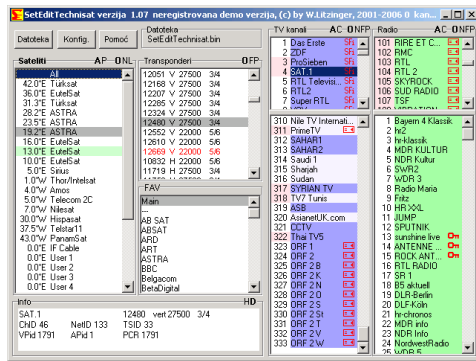 SetEditTechnisat verzija 1.07 neregistrovana demo verzija, (c) by W.Litzinger, 2001-2006 0 kan...
Datoteka
Konfig.
Pomoć
Datoteka
SetEditTechnisat.bin
Sateliti A P O NL
All
42.0°E Türksat
36.0°E EutelSat
31.3°E Türksat
28.2°E ASTRA
23.5°E ASTRA
19.2°E ASTRA
16.0°E EutelSat
13.0°E EutelSat
10.0°E EutelSat
5.0°E Sirius
1.0°W Thor/Intelsat
4.0°W Amos
5.0°W Telecom 2C
7.0°W Nilesat
30.0°W Hispasat
37.5°W Telstar11
43.0°W PanamSat
0.0°E IF Cable
0.0°E User 1
0.0°E User 2
0.0°E User 3
0.0°E User 4
Transponderi O FP
12051 V 27500 3/4
12168 V 27500 3/4
12207 V 27500 3/4
12285 V 27500 3/4
12324 V 27500 3/4
12480 V 27500 3/4
12552 V 22000 5/6
12610 V 22000 5/6
12669 V 22000 5/6
10832 H 22000 5/6
11719 H 27500 3/4
FAV
Main
...
AB SAT
ABSAT
ARD
ART
ASTRA
BBC
Belgacom
BetaDigital
TV kanali AC O NFP
1 Das Erste
2 ZDF
3 ProSieben
4 SAT.1
5 RTL Televisi...
6 RTL2
7 Super RTL
310 Nile TV Internati...
311 PrimeTV
312 SAHAR1
313 SAHAR2
314 Saudi 1
315 Sharjah
316 Sudan
317 SYRIAN TV
318 TV7 Tunis
319 ASB
320 AsianetUK.com
321 CCTV
322 Thai TV5
323 ORF 1
324 ORF 2
325 ORF 2 B
326 ORF 2 K
327 ORF 2 N
328 ORF 2 O
329 ORF 2 S
330 ORF 2 St
331 ORF 2 T
332 ORF 2 V
333 ORF 2 W
Radio AC O NFP
101 RIRE ET C...
102 RMC
103 RTL
104 RTL 2
105 SKYROCK
106 SUD RADIO
107 TSF
1 Bayern 4 Klassik
2 hr2
3 hr-klassik
4 MDR KULTUR
5 NDR Kultur
6 SWR2
7 WDR 3
8 Radio Maria
9 Fritz
10 HR XXL
11 JUMP
12 SPUTNIK
13 sunshine live
14 ANTENNE ...
15 ROCK ANT...
16 RTL RADIO
17 SR 1
18 B5 aktuell
19 DLR-Berlin
20 DLF-Köln
21 hr-chronos
22 MDR info
23 NDR Info
24 NordwestRadio
25 WDR 5
Info HD
SAT.1 12480 vert 27500 3/4
ChID 46 NetID 133 TSID 33
VPid 1791 APid 1 PCR 1791